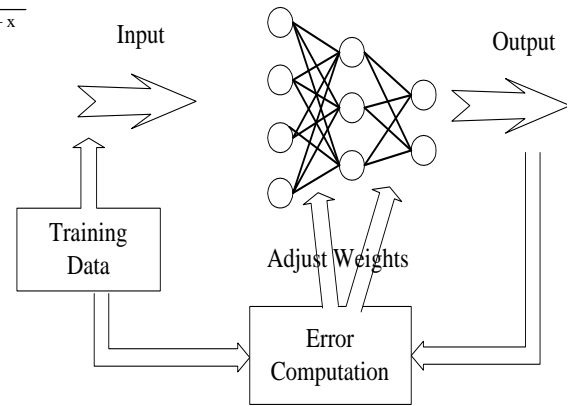 - x
Input
Output
Training
Data
Adjust Weights
Error
Computation